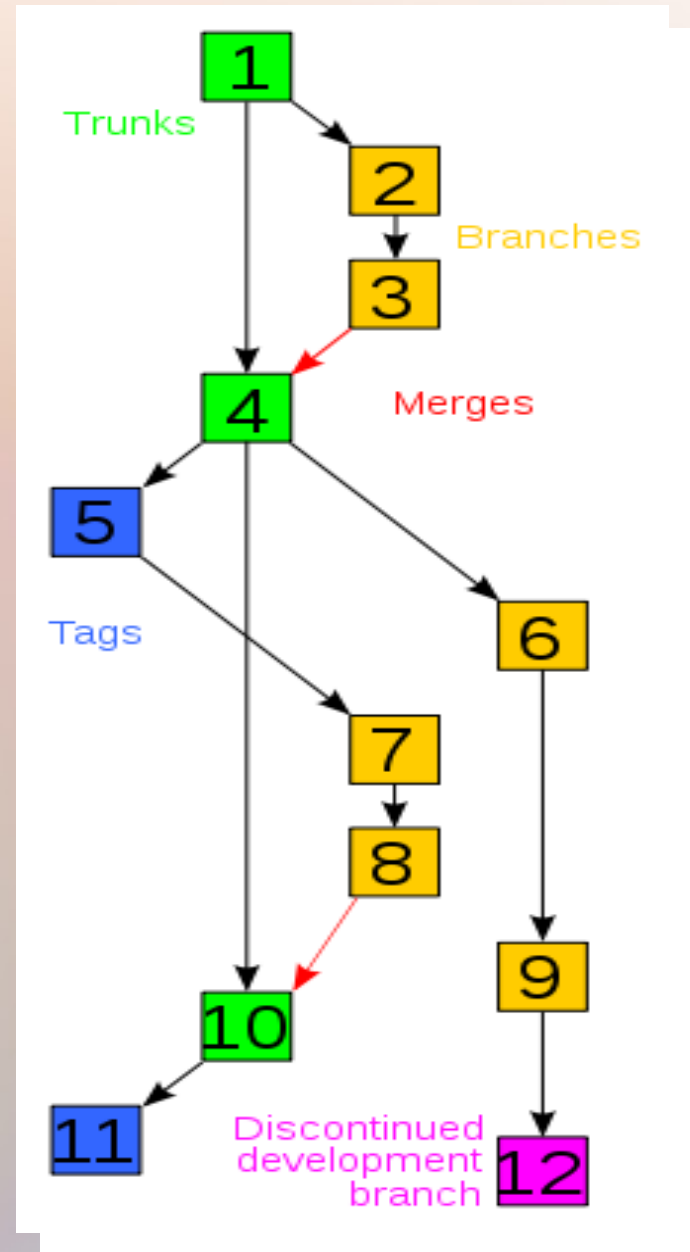 1
Trunks
2
Branches
3
4
Merges
5
6
Tags
7
8
9
10
11
Discontinued
development
branch
12